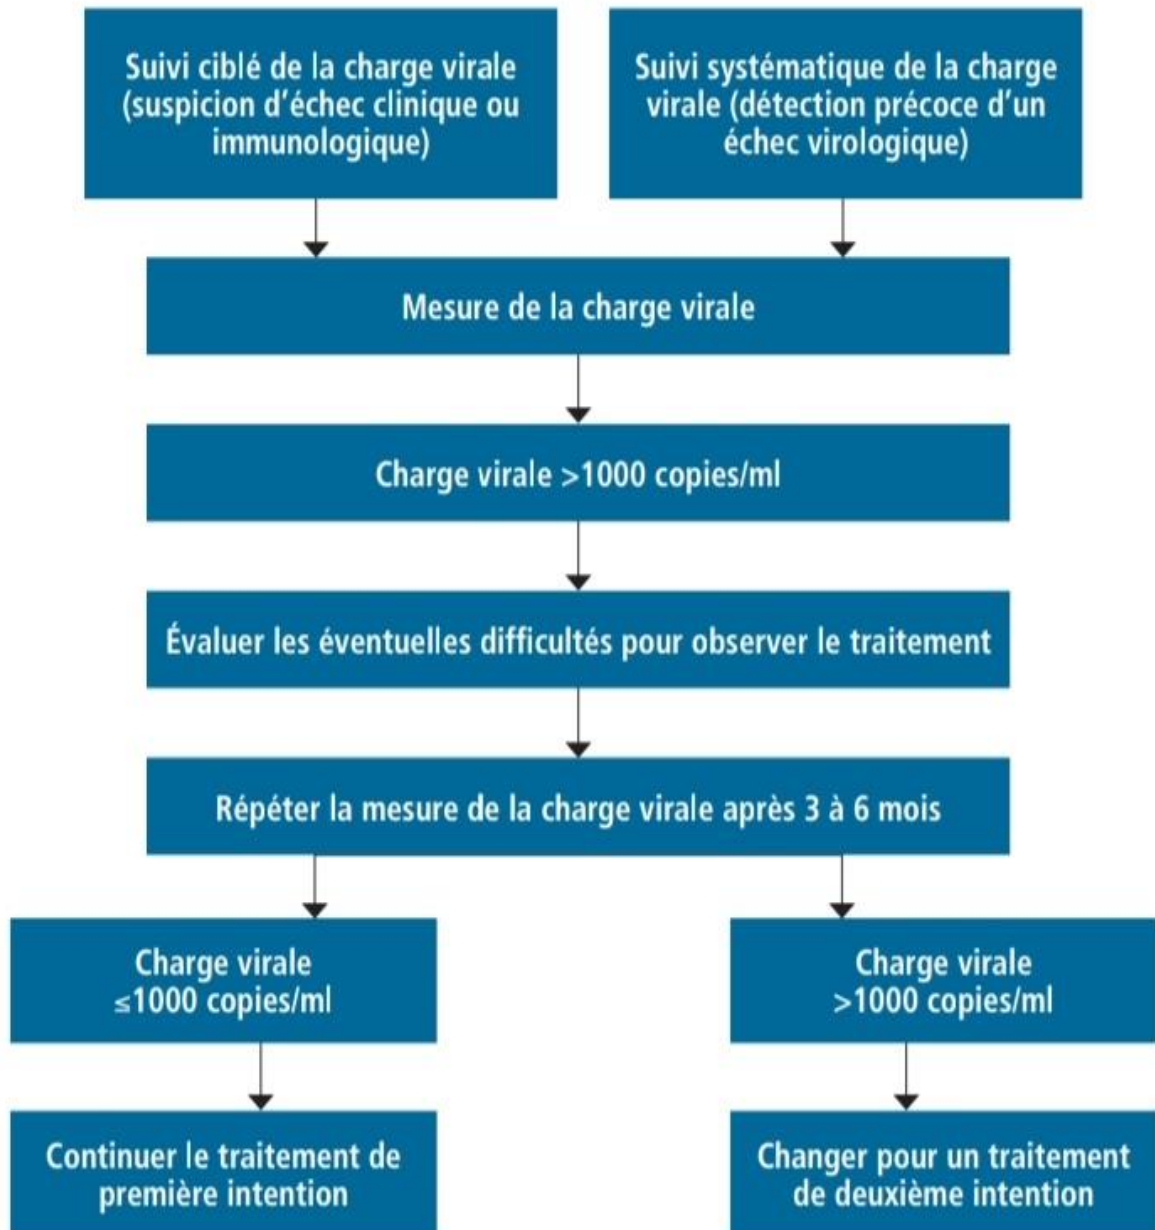 Suivi ciblé de la charge virale
(suspicion d'échec clinique ou
immunologique)
Suivi systématique de la charge
virale (détection précoce d'un
échec virologique)
Mesure de la charge virale
Charge virale >1000 copies/ml
Évaluer les éventuelles difficultés pour observer le traitement
Répéter la mesure de la charge virale après 3 à 6 mois
Charge virale
≤1000 copies/ml
Charge virale
>1000 copies/ml
Continuer le traitement de
première intention
Changer pour un traitement
de deuxième intention